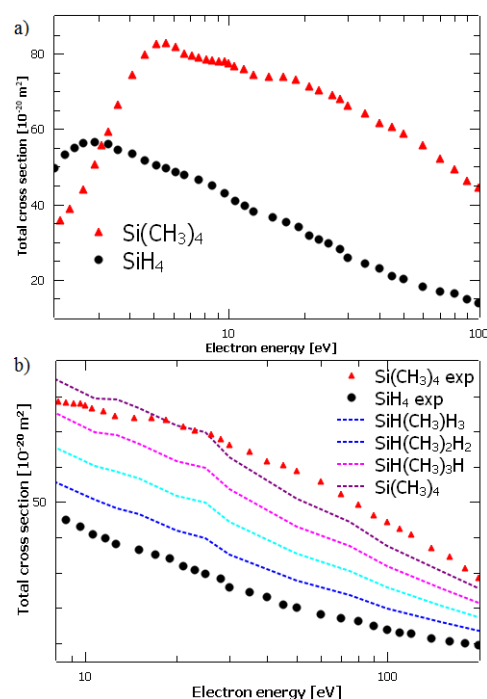 a)
Total cross section [10⁻²⁰ m²]
80
60
40
20
Si(CH₃)₄
SiH₄
10
100
Electron energy [eV]
b)
Total cross section [10⁻²⁰ m²]
50
Si(CH₃)₄ exp
SiH₄ exp
SiH(CH₃)H₃
SiH(CH₃)₂H₂
SiH(CH₃)₃H
Si(CH₃)₄
10
100
Electron energy [eV]